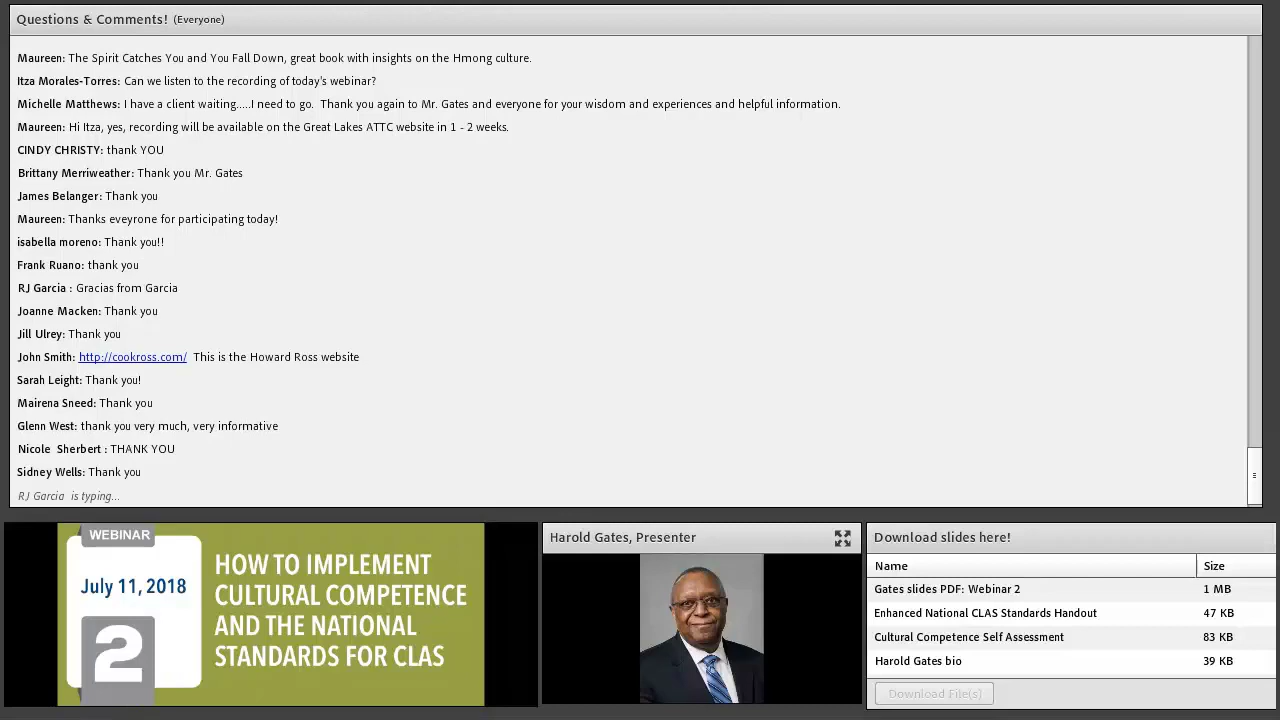 Questions & Comments! (Everyone)
Maureen: The Spirit Catches You and You Fall Down, great book with insights on the Hmong culture.
Itza Morales-Torres: Can we listen to the recording of today's webinar?
Michelle Matthews: I have a client waiting.....I need to go. Thank you again to Mr. Gates and everyone for your wisdom and experiences and helpful information.
Maureen: Hi Itza, yes, recording will be available on the Great Lakes ATTC website in 1 - 2 weeks.
CINDY CHRISTY: thank YOU
Brittany Merriweather: Thank you Mr. Gates
James Belanger: Thank you
Maureen: Thanks eveyrone for participating today!
isabella moreno: Thank you!!
Frank Ruano: thank you
RJ Garcia : Gracias from Garcia
Joanne Macken: Thank you
Jill Ulrey: Thank you
John Smith: http://cookross.com/ This is the Howard Ross website
Sarah Leight: Thank you!
Mairena Sneed: Thank you
Glenn West: thank you very much, very informative
Nicole Sherbert : THANK YOU
Sidney Wells: Thank you
RJ Garcia is typing...
WEBINAR
July 11, 2018
2
HOW TO IMPLEMENT
CULTURAL COMPETENCE
AND THE NATIONAL
STANDARDS FOR CLAS
Harold Gates, Presenter
Download slides here!
Name Size
Gates slides PDF: Webinar 2 1 MB
Enhanced National CLAS Standards Handout 47 KB
Cultural Competence Self Assessment 83 KB
Harold Gates bio 39 KB
Download File(s)